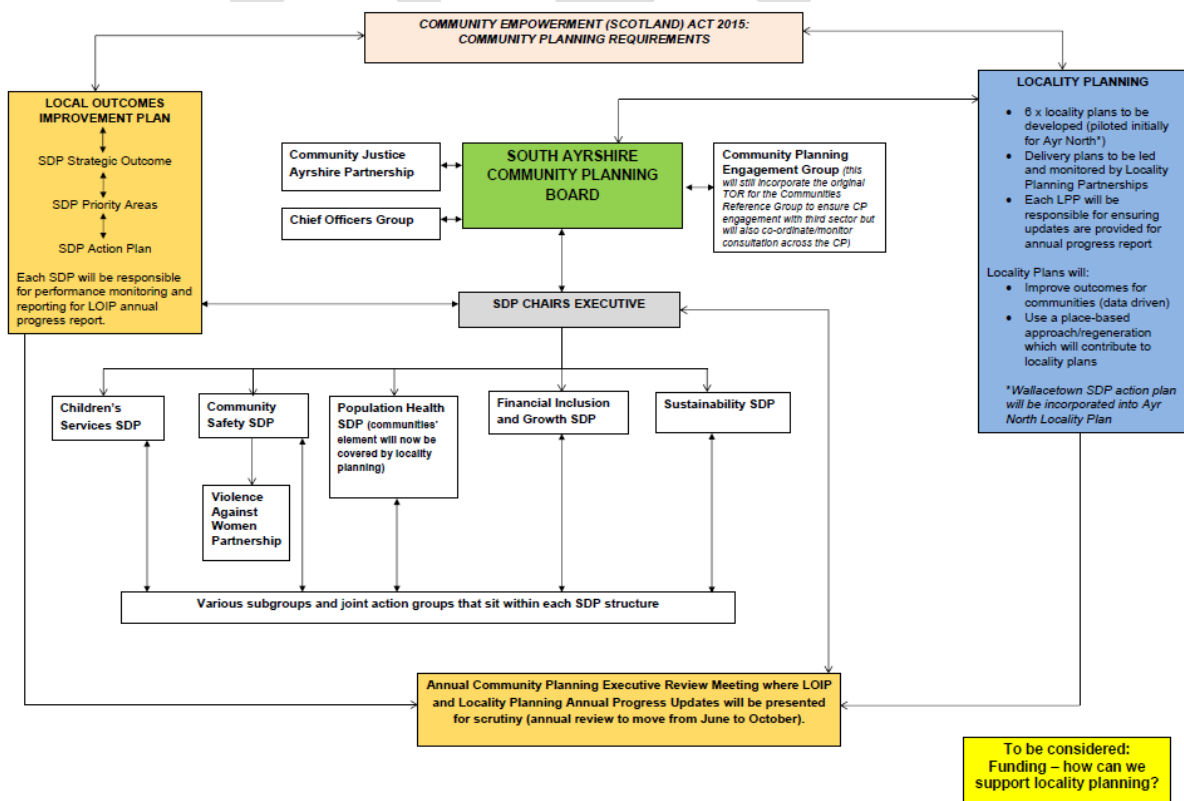 COMMUNITY EMPOWERMENT (SCOTLAND) ACT 2015:
COMMUNITY PLANNING REQUIREMENTS
LOCAL OUTCOMES
IMPROVEMENT PLAN
SDP Strategic Outcome
SDP Priority Areas
SDP Action Plan
Each SDP will be responsible
for performance monitoring and
reporting for LOIP annual
progress report.
Community Justice
Ayrshire Partnership
Chief Officers Group
SOUTH AYRSHIRE
COMMUNITY PLANNING
BOARD
Community Planning
Engagement Group (this
will still incorporate the original
TOR for the Communities
Reference Group to ensure CP
engagement with third sector but
will also co-ordinate/monitor
consultation across the CP)
LOCALITY PLANNING
• 6 x locality plans to be
developed (piloted initially
for Ayr North*)
• Delivery plans to be led
and monitored by Locality
Planning Partnerships
• Each LPP will be
responsible for ensuring
updates are provided for
annual progress report
Locality Plans will:
• Improve outcomes for
communities (data driven)
• Use a place-based
approach/regeneration
which will contribute to
locality plans
*Wallacetown SDP action plan
will be incorporated into Ayr
North Locality Plan
SDP CHAIRS EXECUTIVE
Children's
Services SDP
Community
Safety SDP
Population Health
SDP (communities'
element will now be
covered by locality
planning)
Financial Inclusion
and Growth SDP
Sustainability SDP
Violence
Against
Women
Partnership
Various subgroups and joint action groups that sit within each SDP structure
Annual Community Planning Executive Review Meeting where LOIP
and Locality Planning Annual Progress Updates will be presented
for scrutiny (annual review to move from June to October).
To be considered:
Funding – how can we
support locality planning?